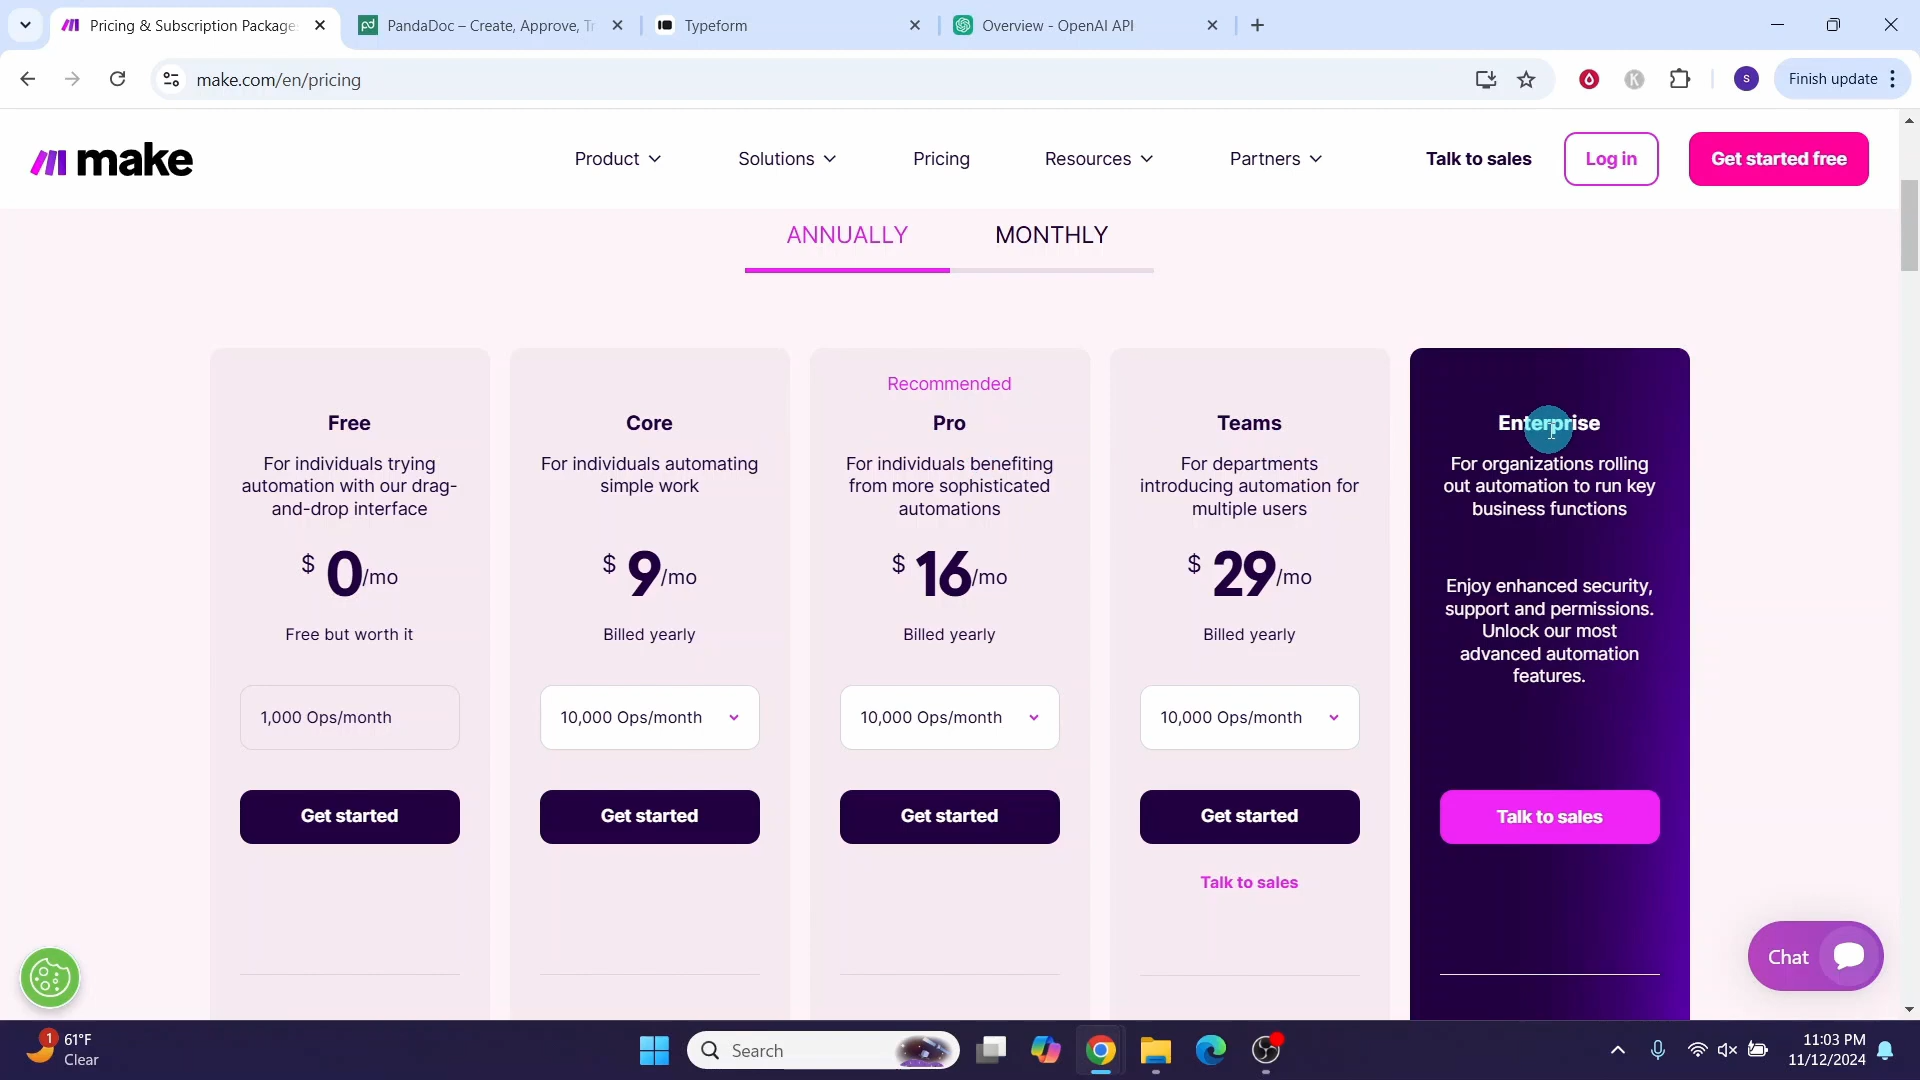 Pricing & Subscription Package
PandaDoc – Create, Approve, Tr
Typeform
Overview - OpenAI API
make.com/en/pricing
K
S
Finish update
make
Product
Solutions
Pricing
Resources
Partners
Talk to sales
Log in
Get started free
ANNUALLY
MONTHLY
Free
For individuals trying
automation with our drag-
and-drop interface
$ 0/mo
Free but worth it
1,000 Ops/month
Get started
Core
For individuals automating
simple work
$ 9/mo
Billed yearly
10,000 Ops/month
Get started
Recommended
Pro
For individuals benefiting
from more sophisticated
automations
$ 16/mo
Billed yearly
10,000 Ops/month
Get started
Teams
For departments
introducing automation for
multiple users
$ 29/mo
Billed yearly
10,000 Ops/month
Get started
Talk to sales
Enterprise
For organizations rolling
out automation to run key
business functions
Enjoy enhanced security,
support and permissions.
Unlock our most
advanced automation
features.
Talk to sales
Chat
1
61°F
Clear
Search
11:03 PM
11/12/2024